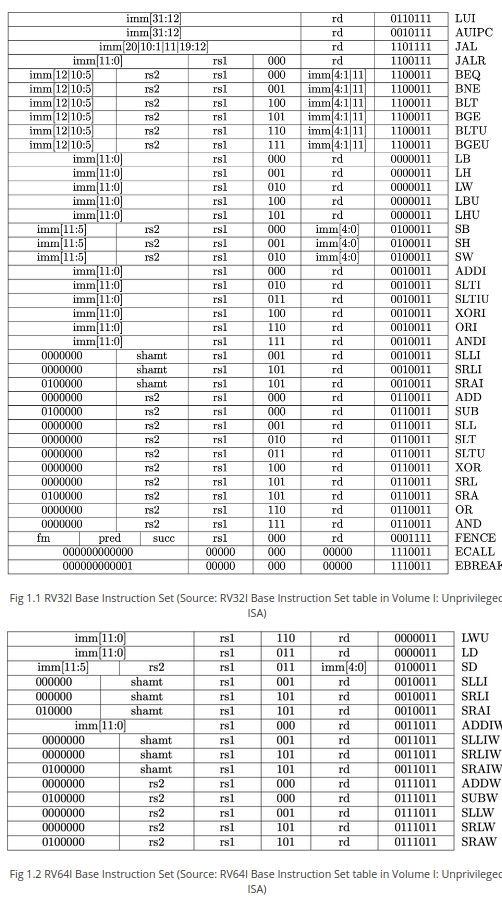 imm[31:12] rd 0110111 LUI
imm[31:12] rd 0010111 AUIPC
imm[20|10:1|11|19:12] rd 1101111 JAL
imm[11:0] rs1 000 rd 1100111 JALR
imm[12|10:5] rs2 rs1 000 imm[4:1|11] 1100011 BEQ
imm[12|10:5] rs2 rs1 001 imm[4:1|11] 1100011 BNE
imm[12|10:5] rs2 rs1 100 imm[4:1|11] 1100011 BLT
imm[12|10:5] rs2 rs1 101 imm[4:1|11] 1100011 BGE
imm[12|10:5] rs2 rs1 110 imm[4:1|11] 1100011 BLTU
imm[12|10:5] rs2 rs1 111 imm[4:1|11] 1100011 BGEU
imm[11:0] rs1 000 rd 0000011 LB
imm[11:0] rs1 001 rd 0000011 LH
imm[11:0] rs1 010 rd 0000011 LW
imm[11:0] rs1 100 rd 0000011 LBU
imm[11:0] rs1 101 rd 0000011 LHU
imm[11:5] rs2 rs1 000 imm[4:0] 0100011 SB
imm[11:5] rs2 rs1 001 imm[4:0] 0100011 SH
imm[11:5] rs2 rs1 010 imm[4:0] 0100011 SW
imm[11:0] rs1 000 rd 0010011 ADDI
imm[11:0] rs1 010 rd 0010011 SLTI
imm[11:0] rs1 011 rd 0010011 SLTIU
imm[11:0] rs1 100 rd 0010011 XORI
imm[11:0] rs1 110 rd 0010011 ORI
imm[11:0] rs1 111 rd 0010011 ANDI
0000000 shamt rs1 001 rd 0010011 SLLI
0000000 shamt rs1 101 rd 0010011 SRLI
0100000 shamt rs1 101 rd 0010011 SRAI
0000000 rs2 rs1 000 rd 0110011 ADD
0100000 rs2 rs1 000 rd 0110011 SUB
0000000 rs2 rs1 001 rd 0110011 SLL
0000000 rs2 rs1 010 rd 0110011 SLT
0000000 rs2 rs1 011 rd 0110011 SLTU
0000000 rs2 rs1 100 rd 0110011 XOR
0000000 rs2 rs1 101 rd 0110011 SRL
0100000 rs2 rs1 101 rd 0110011 SRA
0000000 rs2 rs1 110 rd 0110011 OR
0000000 rs2 rs1 111 rd 0110011 AND
fm pred succ rs1 000 rd 0001111 FENCE
000000000000 00000 000 00000 1110011 ECALL
000000000001 00000 000 00000 1110011 EBREAK
Fig 1.1 RV32I Base Instruction Set (Source: RV32I Base Instruction Set table in Volume I: Unprivileged
ISA)
imm[11:0] rs1 110 rd 0000011 LWU
imm[11:0] rs1 011 rd 0000011 LD
imm[11:5] rs2 rs1 011 imm[4:0] 0100011 SD
000000 shamt rs1 001 rd 0010011 SLLI
000000 shamt rs1 101 rd 0010011 SRLI
010000 shamt rs1 101 rd 0010011 SRAI
imm[11:0] rs1 000 rd 0011011 ADDIW
0000000 shamt rs1 001 rd 0011011 SLLIW
0000000 shamt rs1 101 rd 0011011 SRLIW
0100000 shamt rs1 101 rd 0011011 SRAIW
0000000 rs2 rs1 000 rd 0111011 ADDW
0100000 rs2 rs1 000 rd 0111011 SUBW
0000000 rs2 rs1 001 rd 0111011 SLLW
0000000 rs2 rs1 101 rd 0111011 SRLW
0100000 rs2 rs1 101 rd 0111011 SRAW
Fig 1.2 RV64I Base Instruction Set (Source: RV64I Base Instruction Set table in Volume I: Unprivileged
ISA)